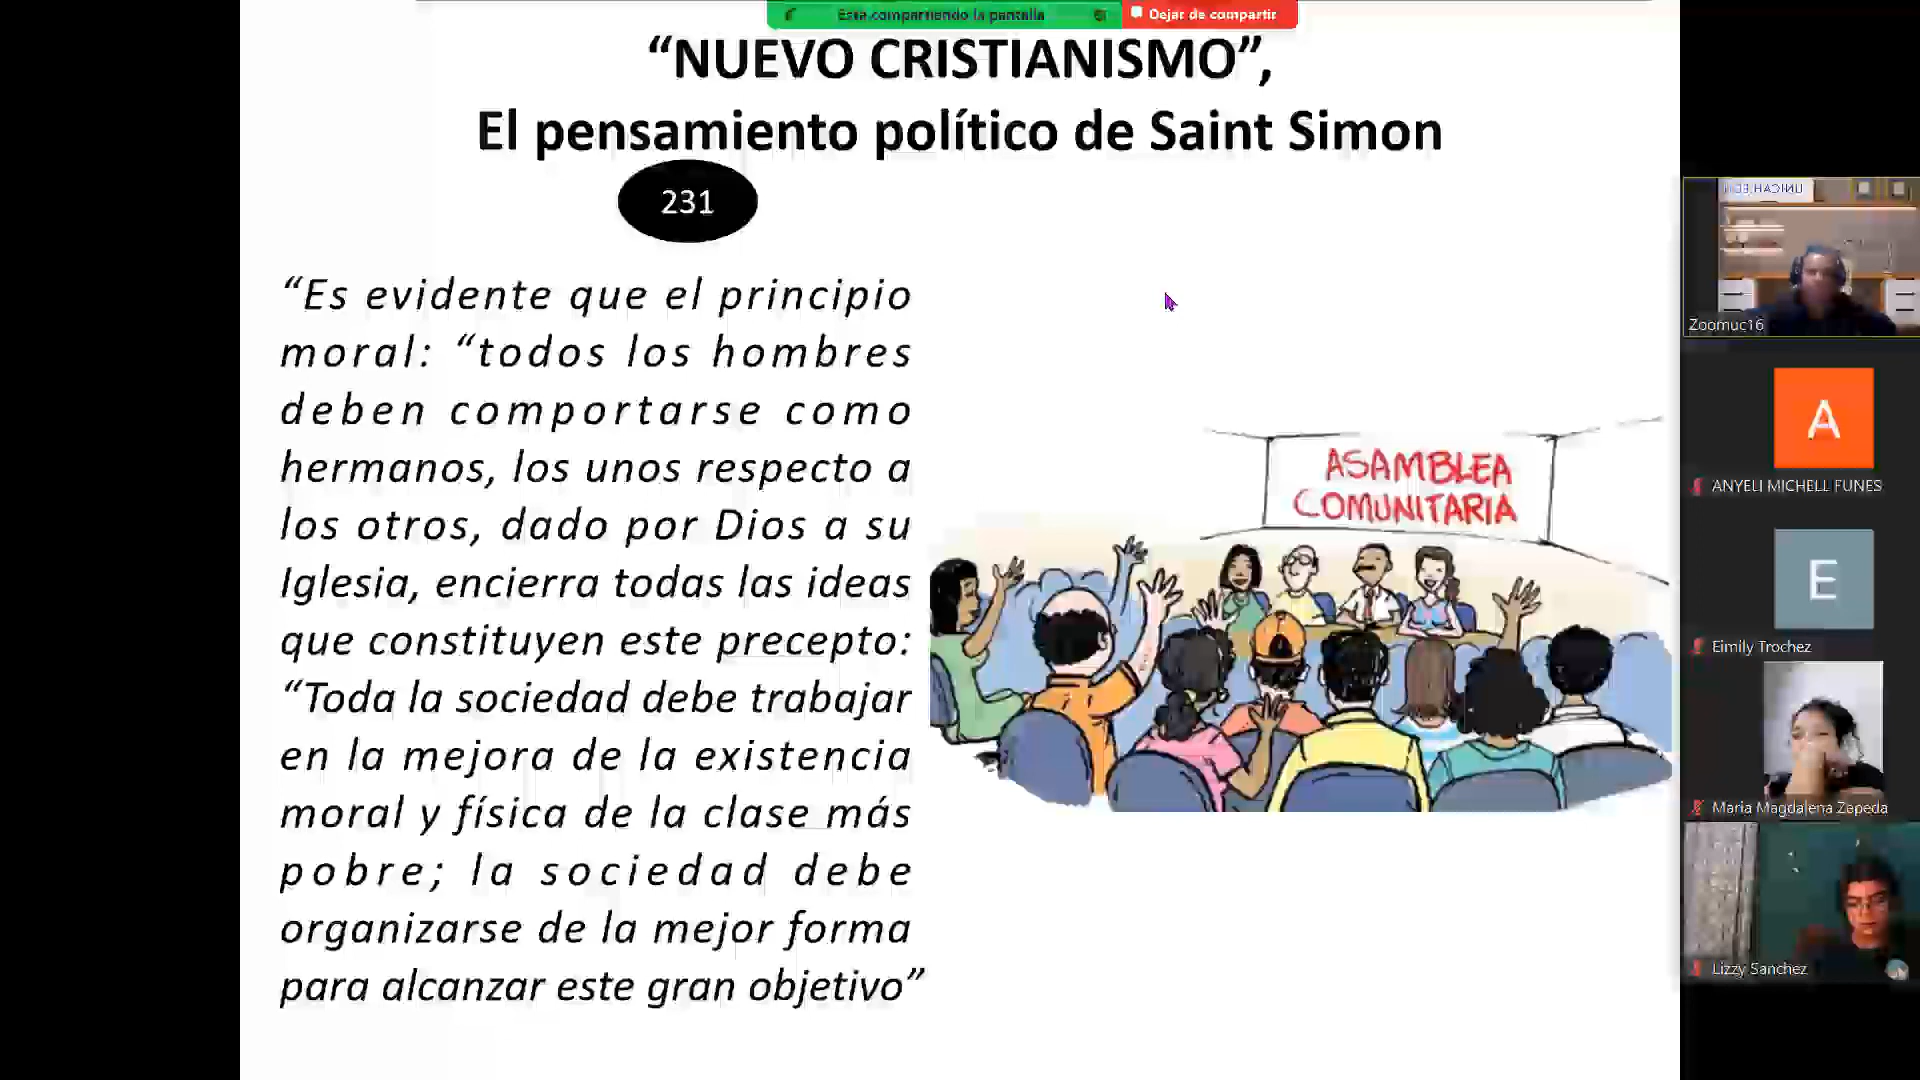 Está compartiendo la pantalla
Dejar de compartir
“NUEVO CRISTIANISMO”,
El pensamiento político de Saint Simon
231
“Es evidente que el principio
moral: “todos los hombres
deben comportarse como
hermanos, los unos respecto a
los otros, dado por Dios a su
Iglesia, encierra todas las ideas
que constituyen este precepto:
“Toda la sociedad debe trabajar
en la mejora de la existencia
moral y física de la clase más
pobre; la sociedad debe
organizarse de la mejor forma
para alcanzar este gran objetivo”
ASAMBLEA
COMUNITARIA
Zoomuc16
A
ANYELI MICHELL FUNES
E
Eimily Trochez
Maria Magdalena Zepeda
Lizzy Sanchez